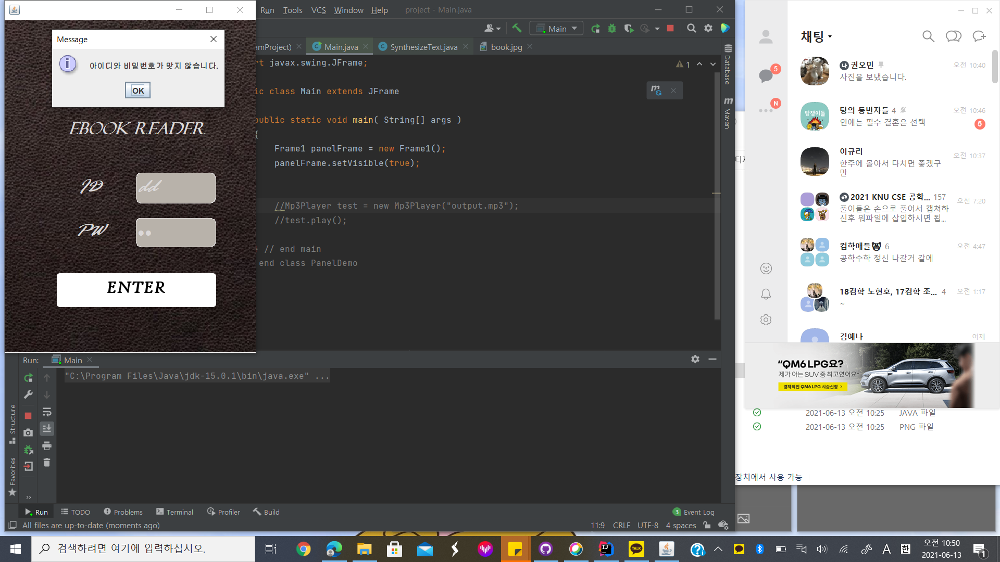 Message
아이디와 비밀번호가 맞지 않습니다.
OK
EBOOK READER
ID
dd
PW
ENTER
Run Tools VCS Window Help project - Main.java
Main
amProject) Main.java SynthesizeText.java book.jpg
rt javax.swing.JFrame;
ic class Main extends JFrame
public static void main( String[] args )
{
Frame1 panelFrame = new Frame1();
panelFrame.setVisible(true);
//Mp3Player test = new Mp3Player("output.mp3");
//test.play();
} // end main
end class PanelDemo
1
Database
Maven
Run: Main
"C:\Program Files\Java\jdk-15.0.1\bin\java.exe" ...
Structure
Favorites
Run TODO Problems Terminal Profiler Build 3 Event Log
All files are up-to-date (moments ago) 11:9 CRLF UTF-8 4 spaces
채팅
5
N
나 권오민 오전 10:40
사진을 보냈습니다.
탕쟁이들
탕의 동반자들 4 오전 10:46
연애는 필수 결혼은 선택 5
이규리 오전 10:37
한주에 몰아서 다치면 좋겠구
만
2021 KNU CSE 공학... 157 오전 7:20
풀이들은 손으로 풀어서 캡쳐하
신후 워파일에 삽입하시면 됩...
컴학애들 6 오전 4:47
공학수학 정신 나갈거 같에
18컴학 노현호, 17컴학 조... 4 오전 1:17
~
김예나 어제
“QM6 LPG요?
제가 아는 SUV 중 최고였어요”
경제적인 QM6 LPG 시승신청 >
2021-06-13 오전 10:25 JAVA 파일
2021-06-13 오전 10:25 PNG 파일
장치에서 사용 가능
검색하려면 여기에 입력하십시오.
TALK
A 한
오전 10:50
2021-06-13
1